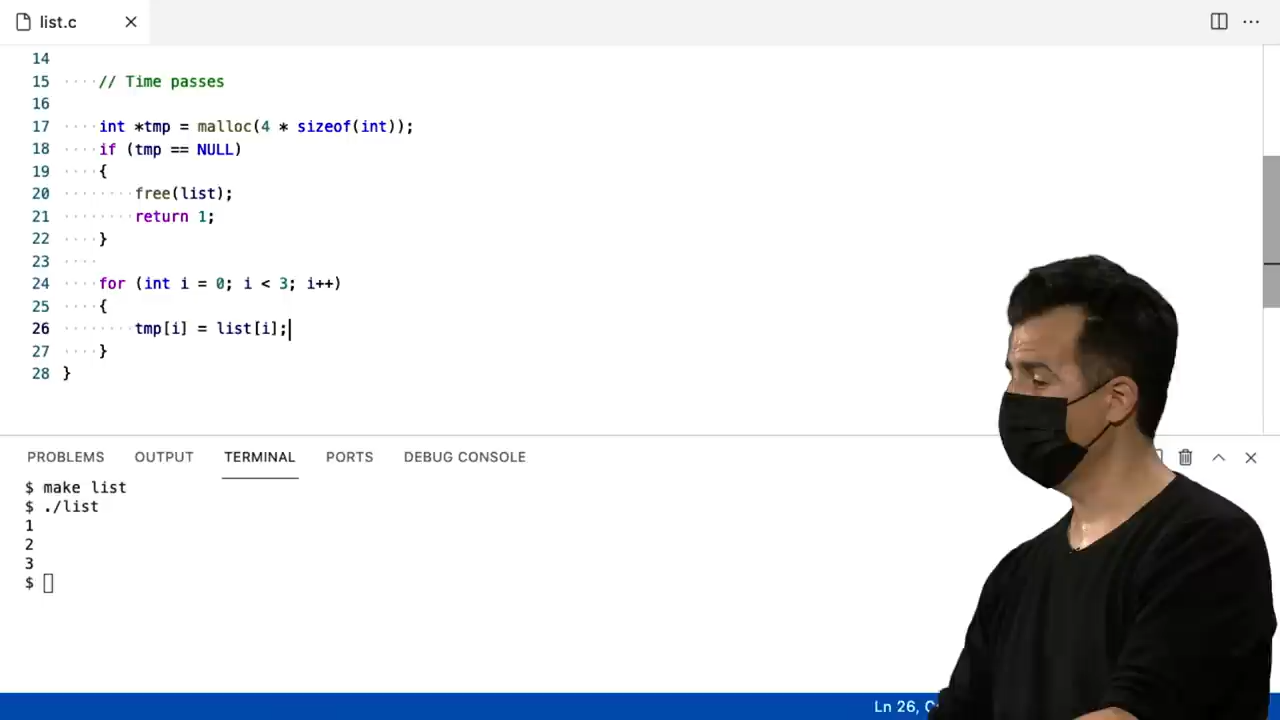 list.c
14
15 // Time passes
16
17 int *tmp = malloc(4 * sizeof(int));
18 if (tmp == NULL)
19 {
20 free(list);
21 return 1;
22 }
23
24 for (int i = 0; i < 3; i++)
25 {
26 tmp[i] = list[i];
27 }
28 }
PROBLEMS OUTPUT TERMINAL PORTS DEBUG CONSOLE
$ make list
$ ./list
1
2
3
$
Ln 26,